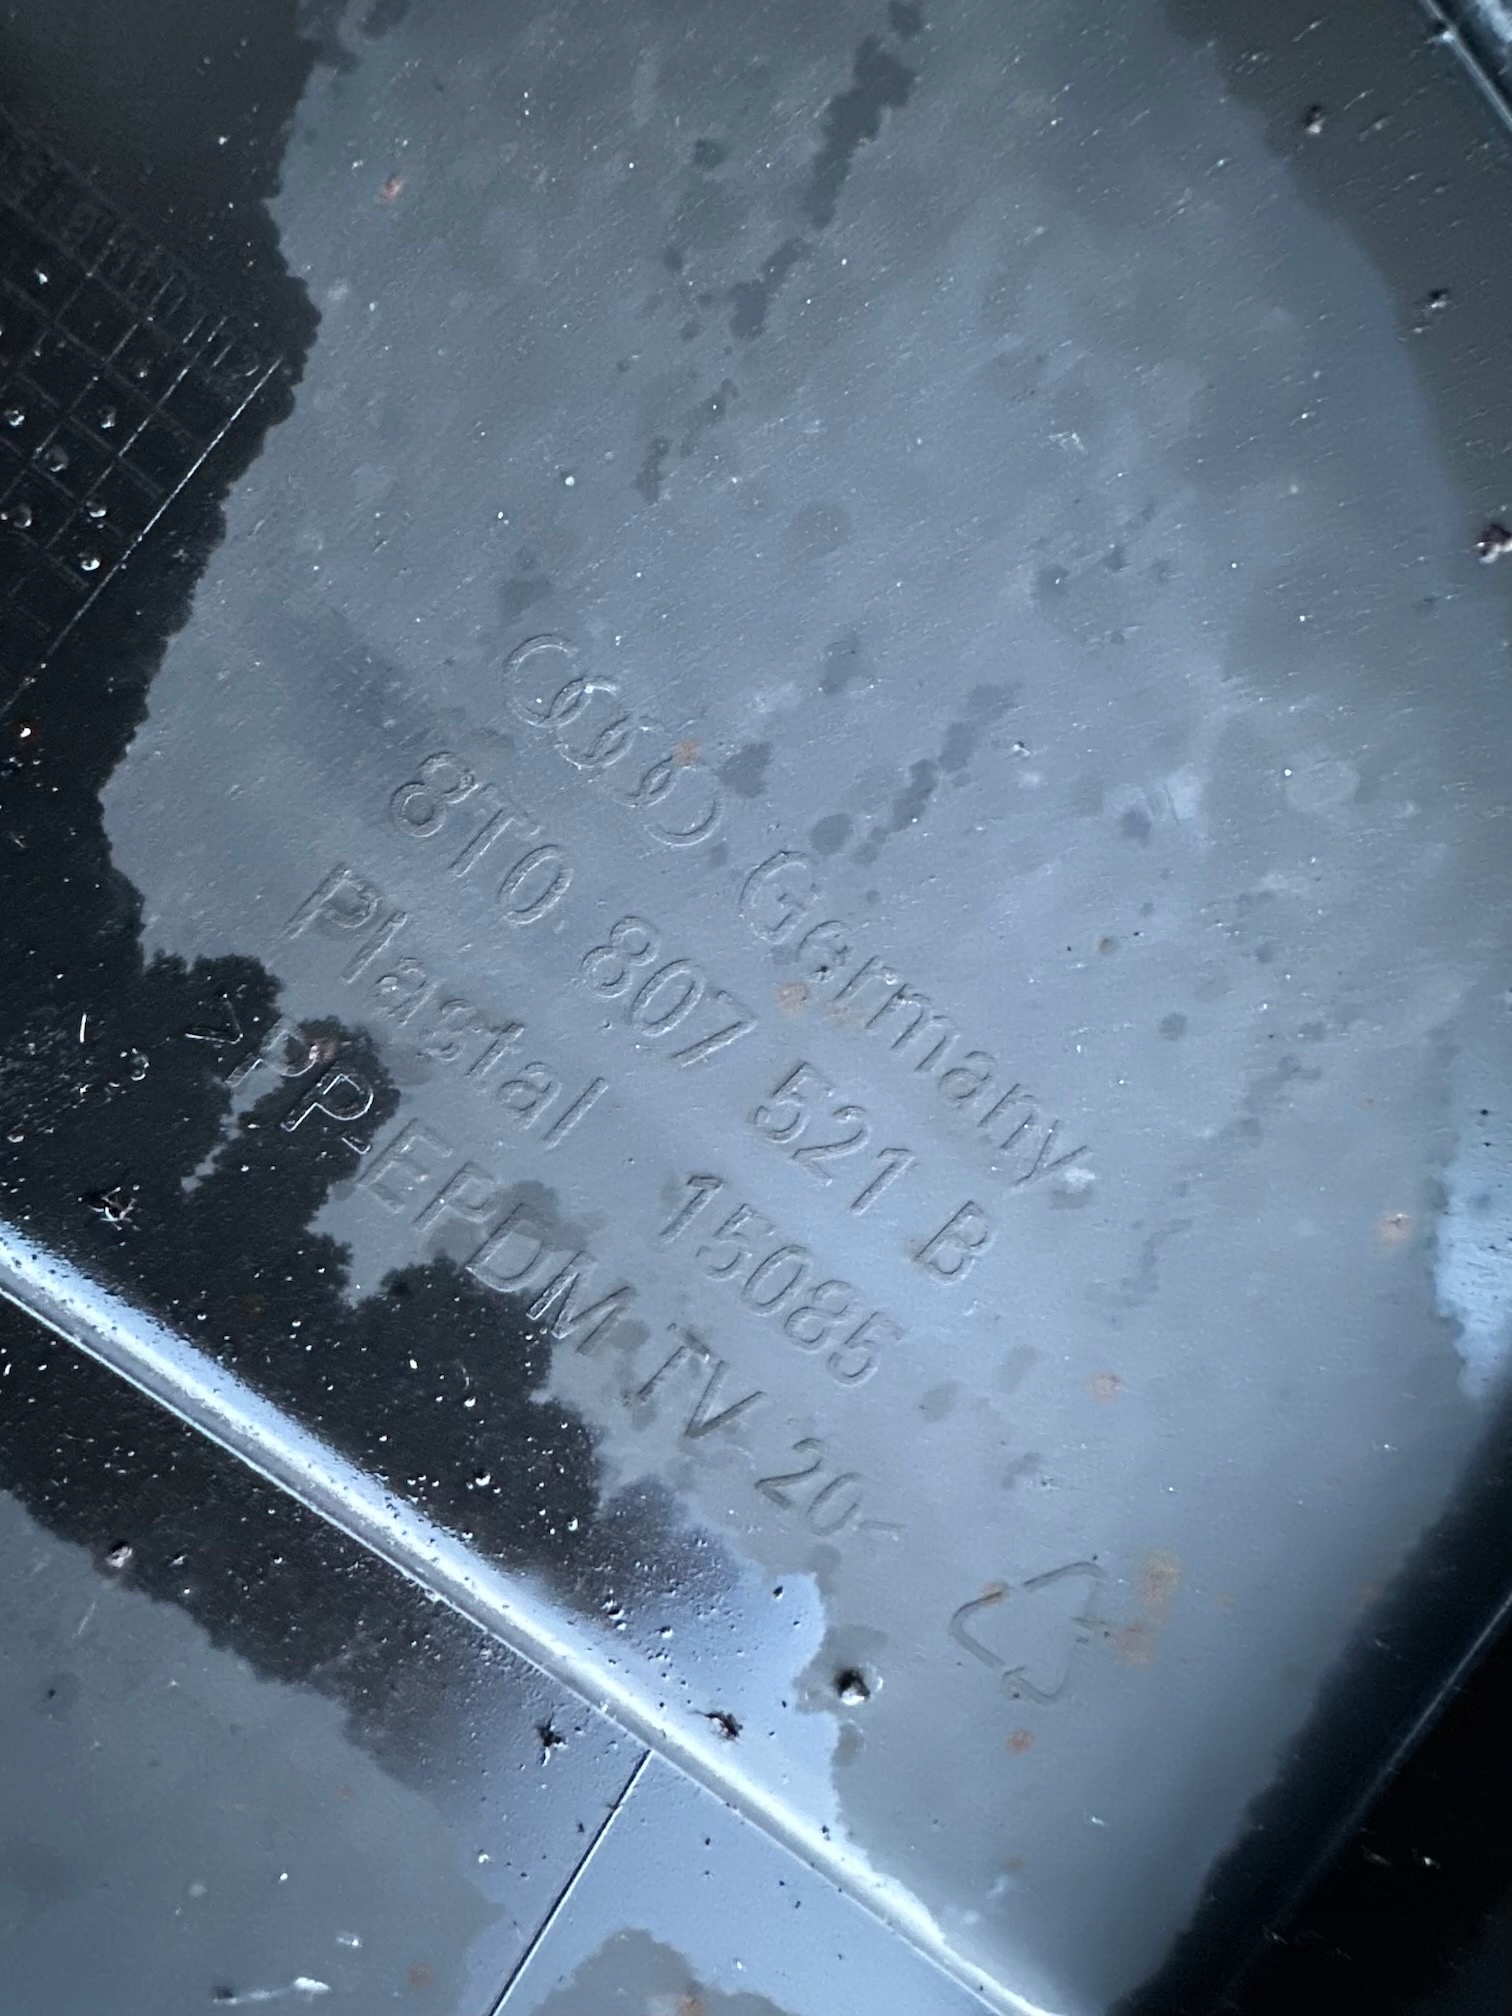 Germany
8T0 807 521 B
Plastal 15085
>PP-EPDM-TV 20<